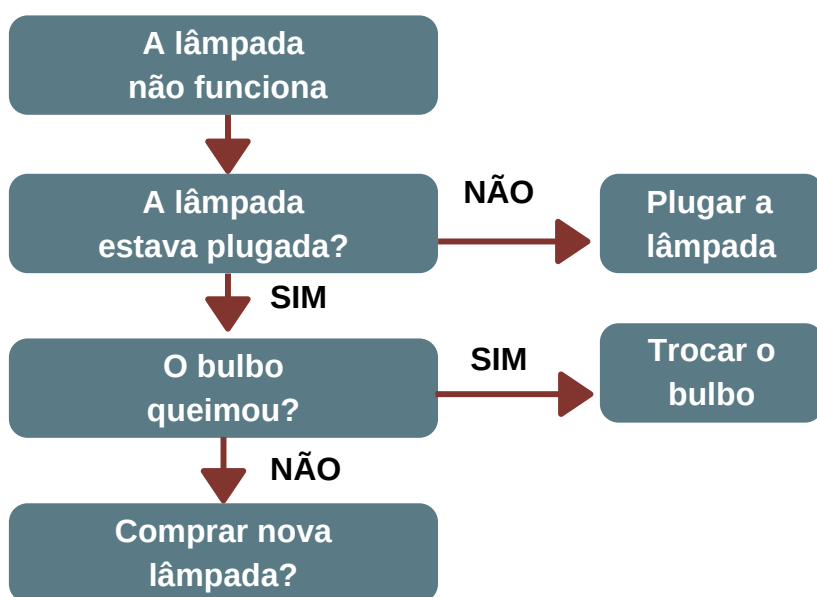 A lâmpada
não funciona
A lâmpada
estava plugada?
NÃO
Plugar a
lâmpada
SIM
O bulbo
queimou?
SIM
Trocar o
bulbo
NÃO
Comprar nova
lâmpada?